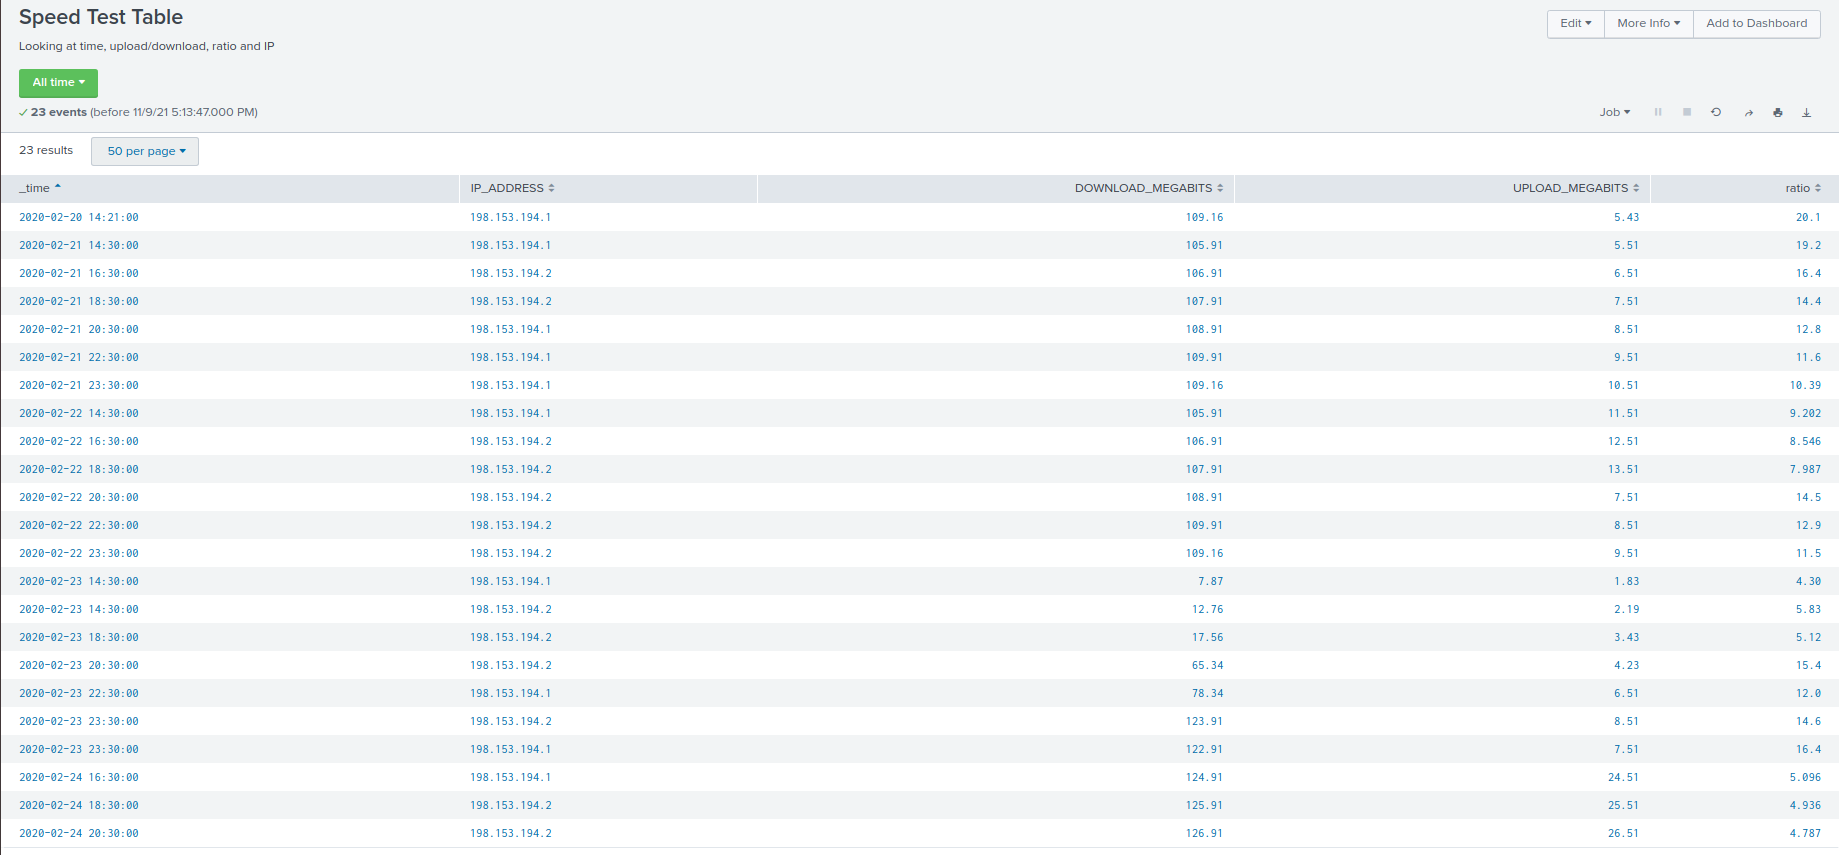 Speed Test Table
Edit More Info Add to Dashboard
Looking at time, upload/download, ratio and IP
All time
23 events (before 11/9/21 5:13:47.000 PM)
Job
23 results 50 per page
_time IP_ADDRESS DOWNLOAD_MEGABITS UPLOAD_MEGABITS ratio
2020-02-20 14:21:00 198.153.194.1 109.16 5.43 20.1
2020-02-21 14:30:00 198.153.194.1 105.91 5.51 19.2
2020-02-21 16:30:00 198.153.194.2 106.91 6.51 16.4
2020-02-21 18:30:00 198.153.194.2 107.91 7.51 14.4
2020-02-21 20:30:00 198.153.194.1 108.91 8.51 12.8
2020-02-21 22:30:00 198.153.194.1 109.91 9.51 11.6
2020-02-21 23:30:00 198.153.194.1 109.16 10.51 10.39
2020-02-22 14:30:00 198.153.194.1 105.91 11.51 9.202
2020-02-22 16:30:00 198.153.194.2 106.91 12.51 8.546
2020-02-22 18:30:00 198.153.194.2 107.91 13.51 7.987
2020-02-22 20:30:00 198.153.194.2 108.91 7.51 14.5
2020-02-22 22:30:00 198.153.194.2 109.91 8.51 12.9
2020-02-22 23:30:00 198.153.194.2 109.16 9.51 11.5
2020-02-23 14:30:00 198.153.194.1 7.87 1.83 4.30
2020-02-23 14:30:00 198.153.194.2 12.76 2.19 5.83
2020-02-23 18:30:00 198.153.194.2 17.56 3.43 5.12
2020-02-23 20:30:00 198.153.194.2 65.34 4.23 15.4
2020-02-23 22:30:00 198.153.194.1 78.34 6.51 12.0
2020-02-23 23:30:00 198.153.194.2 123.91 8.51 14.6
2020-02-23 23:30:00 198.153.194.1 122.91 7.51 16.4
2020-02-24 16:30:00 198.153.194.1 124.91 24.51 5.096
2020-02-24 18:30:00 198.153.194.2 125.91 25.51 4.936
2020-02-24 20:30:00 198.153.194.2 126.91 26.51 4.787